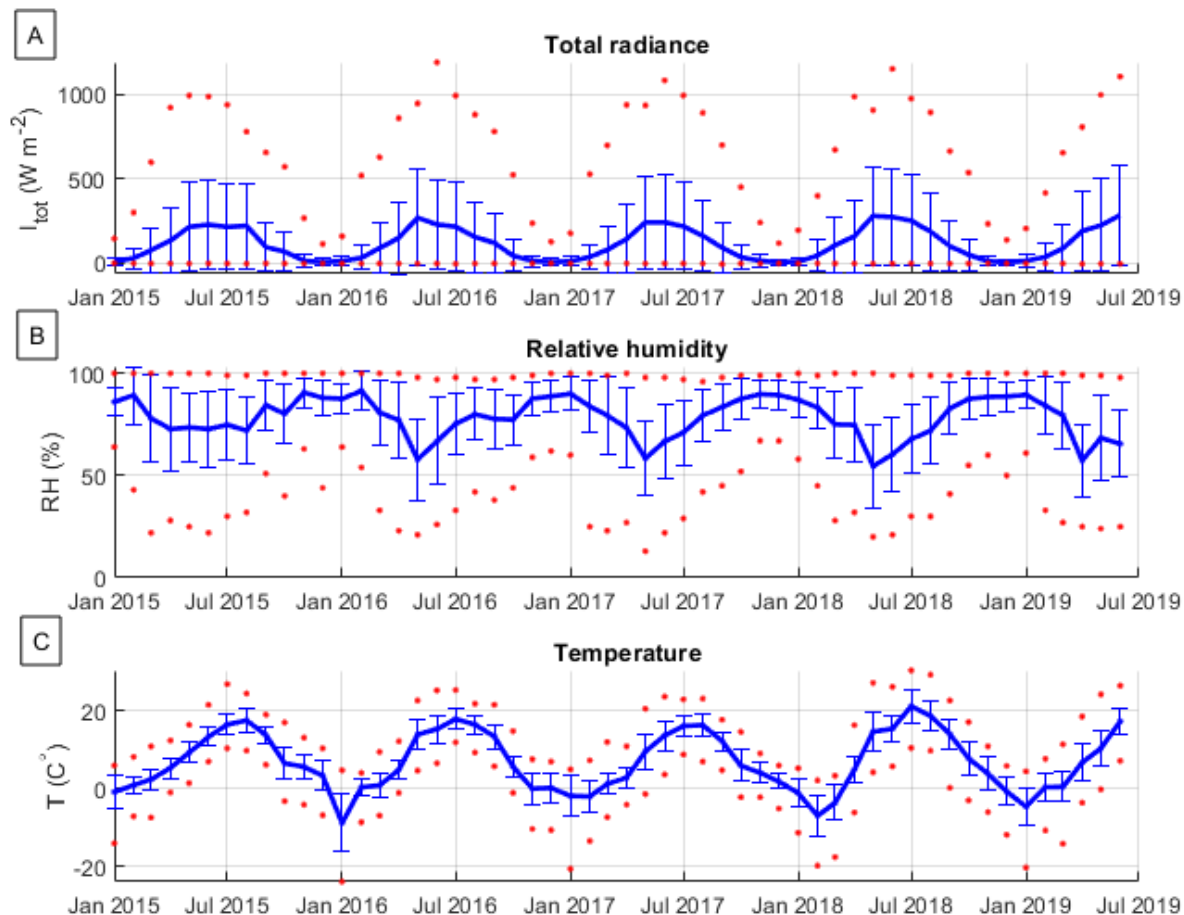 A
Total radiance
I_tot (W m^-2)
1000
500
0
Jan 2015 Jul 2015 Jan 2016 Jul 2016 Jan 2017 Jul 2017 Jan 2018 Jul 2018 Jan 2019 Jul 2019
B
Relative humidity
RH (%)
100
50
0
Jan 2015 Jul 2015 Jan 2016 Jul 2016 Jan 2017 Jul 2017 Jan 2018 Jul 2018 Jan 2019 Jul 2019
C
Temperature
T (C°)
20
0
-20
Jan 2015 Jul 2015 Jan 2016 Jul 2016 Jan 2017 Jul 2017 Jan 2018 Jul 2018 Jan 2019 Jul 2019